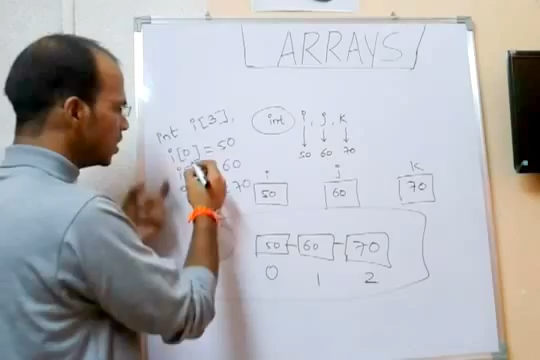 ARRAYS
int i[3],
i[0] = 50
60
70
int i, j, k
50 60 70
i j k
50 60 70
50 60 70
0 1 2